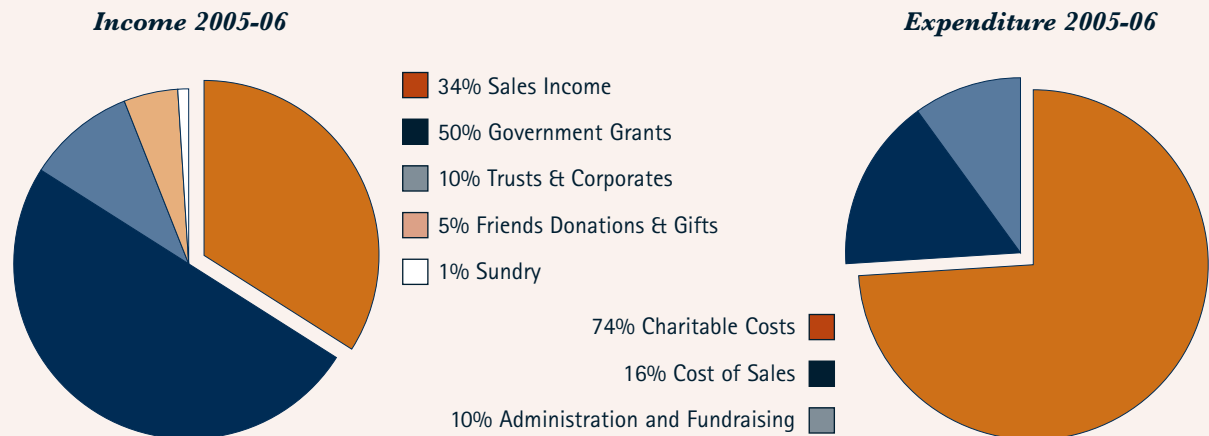 Income 2005-06
34% Sales Income
50% Government Grants
10% Trusts & Corporates
5% Friends Donations & Gifts
1% Sundry
Expenditure 2005-06
74% Charitable Costs
16% Cost of Sales
10% Administration and Fundraising